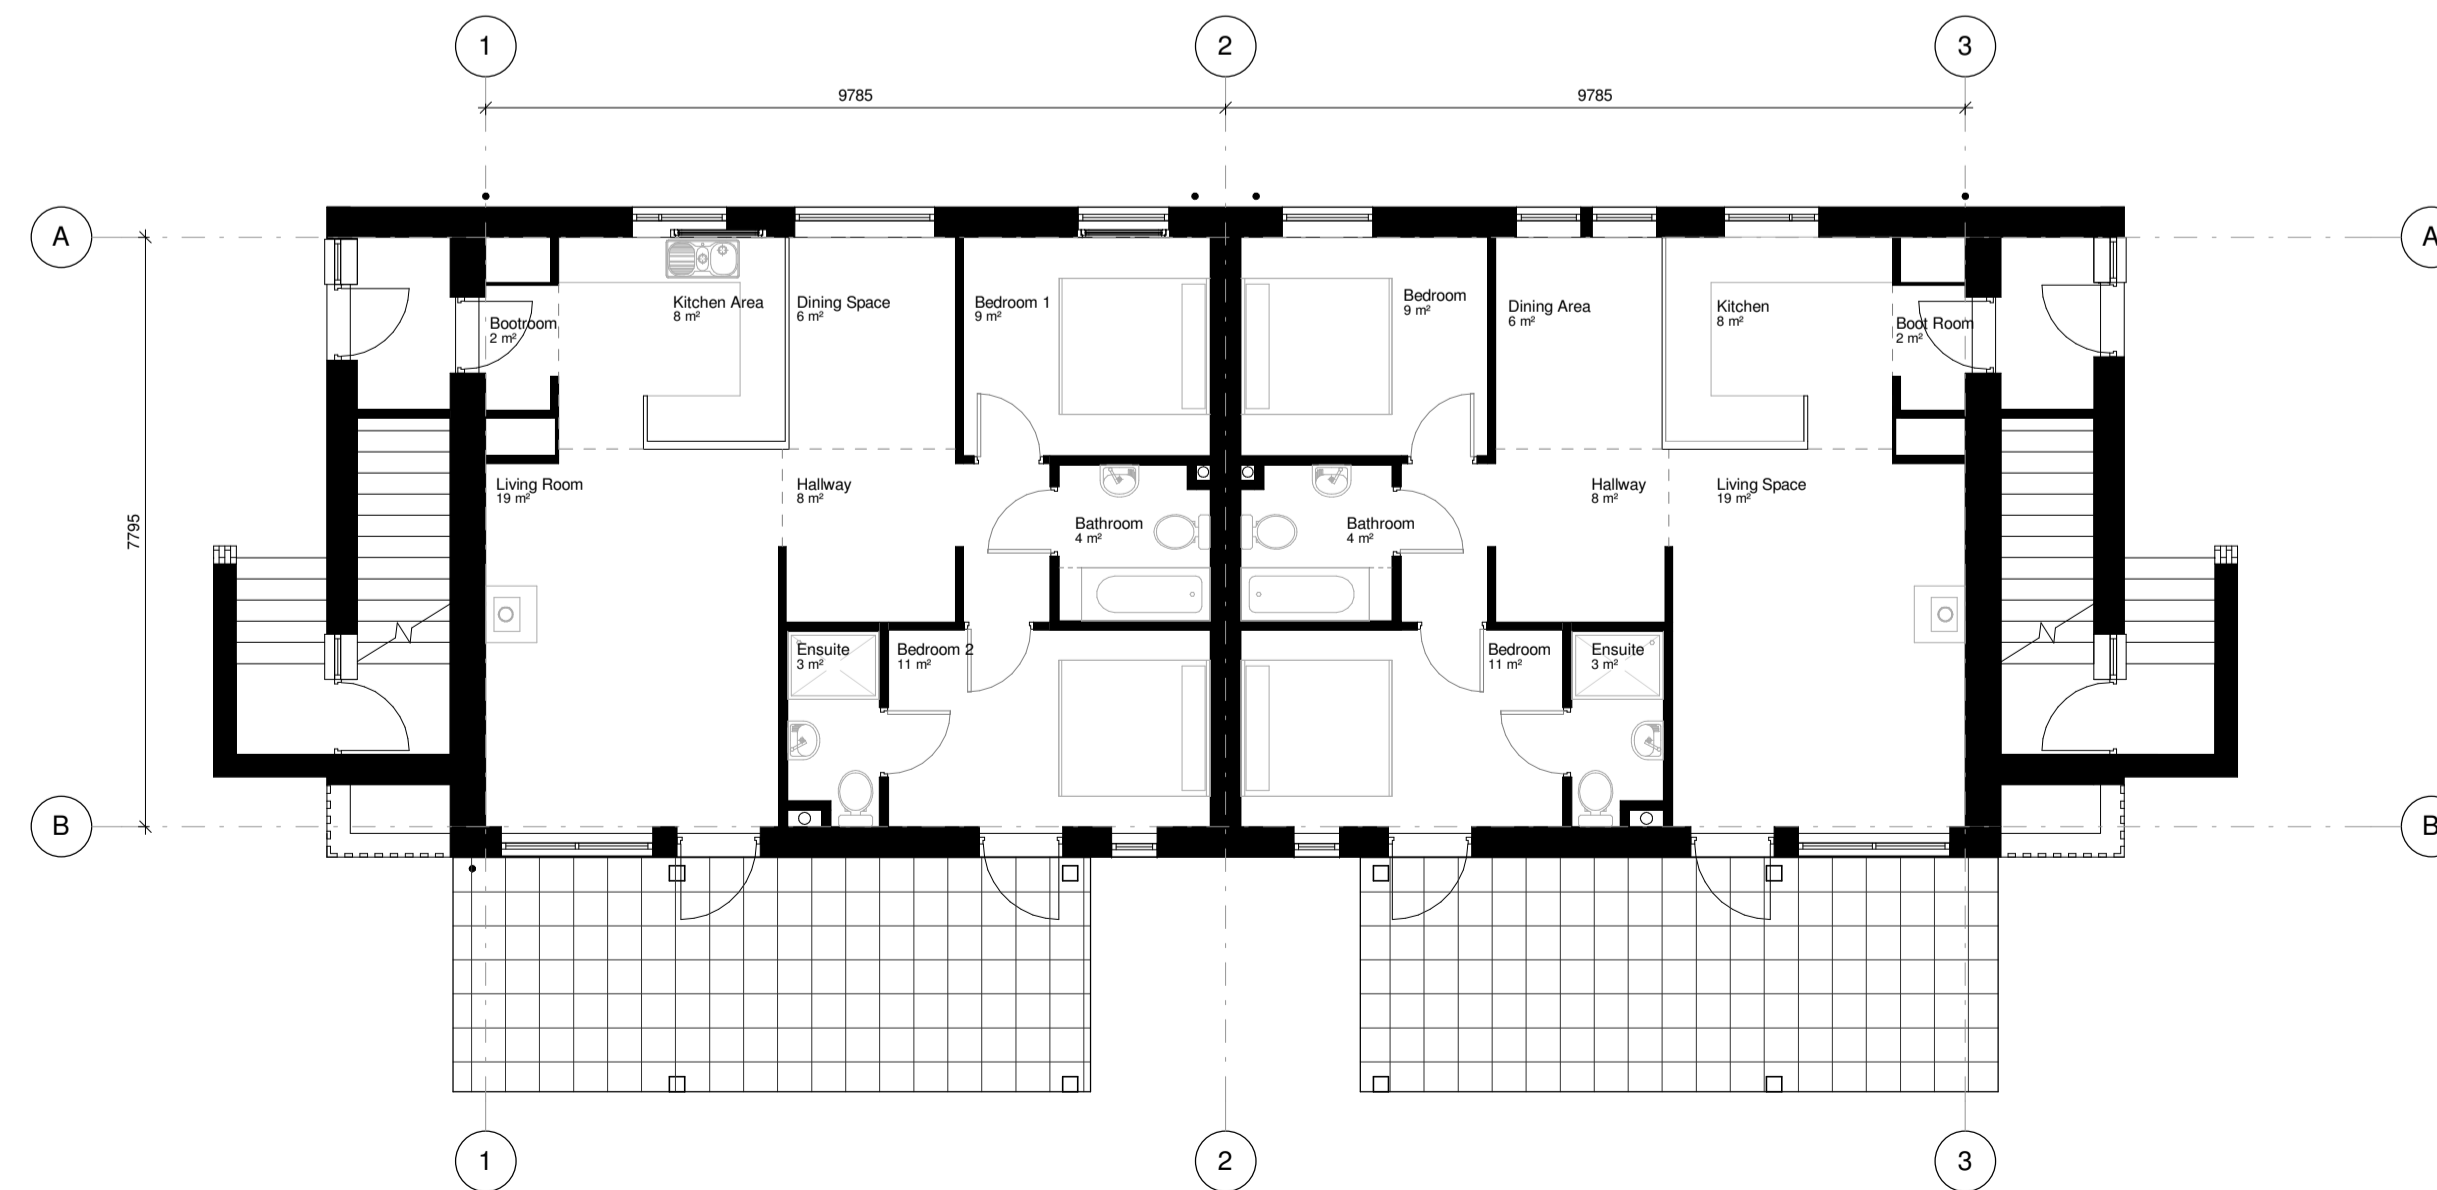 1
2
3
9785
9785
A
A
Kitchen Area
8 m²
Dining Space
6 m²
Bedroom 1
9 m²
Bedroom
9 m²
Dining Area
6 m²
Kitchen
8 m²
Bootroom
2 m²
Boot Room
2 m²
Living Room
19 m²
Hallway
8 m²
Hallway
8 m²
Living Space
19 m²
7795
Bathroom
4 m²
Bathroom
4 m²
Ensuite
3 m²
Bedroom 2
11 m²
Bedroom
11 m²
Ensuite
3 m²
B
B
1
2
3